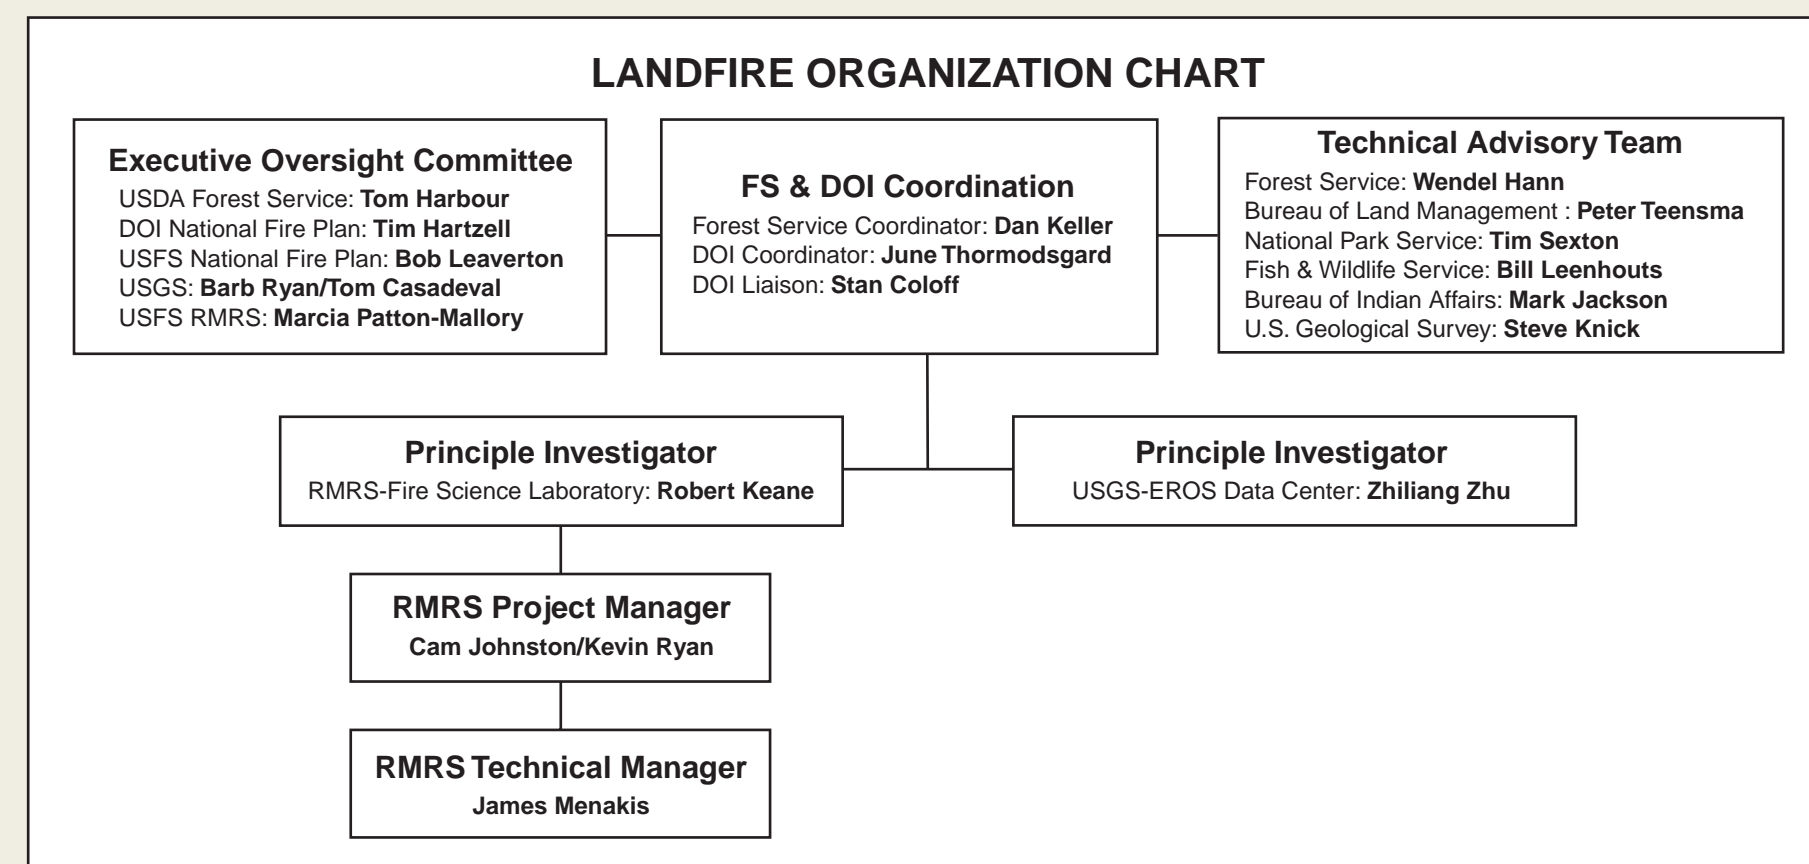 LANDFIRE ORGANIZATION CHART
Executive Oversight Committee
USDA Forest Service: Tom Harbour
DOI National Fire Plan: Tim Hartzell
USFS National Fire Plan: Bob Leaverton
USGS: Barb Ryan/Tom Casadeval
USFS RMRS: Marcia Patton-Mallory
FS & DOI Coordination
Forest Service Coordinator: Dan Keller
DOI Coordinator: June Thormodsgard
DOI Liaison: Stan Coloff
Technical Advisory Team
Forest Service: Wendel Hann
Bureau of Land Management : Peter Teensma
National Park Service: Tim Sexton
Fish & Wildlife Service: Bill Leenhouts
Bureau of Indian Affairs: Mark Jackson
U.S. Geological Survey: Steve Knick
Principle Investigator
RMRS-Fire Science Laboratory: Robert Keane
Principle Investigator
USGS-EROS Data Center: Zhiliang Zhu
RMRS Project Manager
Cam Johnston/Kevin Ryan
RMRS Technical Manager
James Menakis